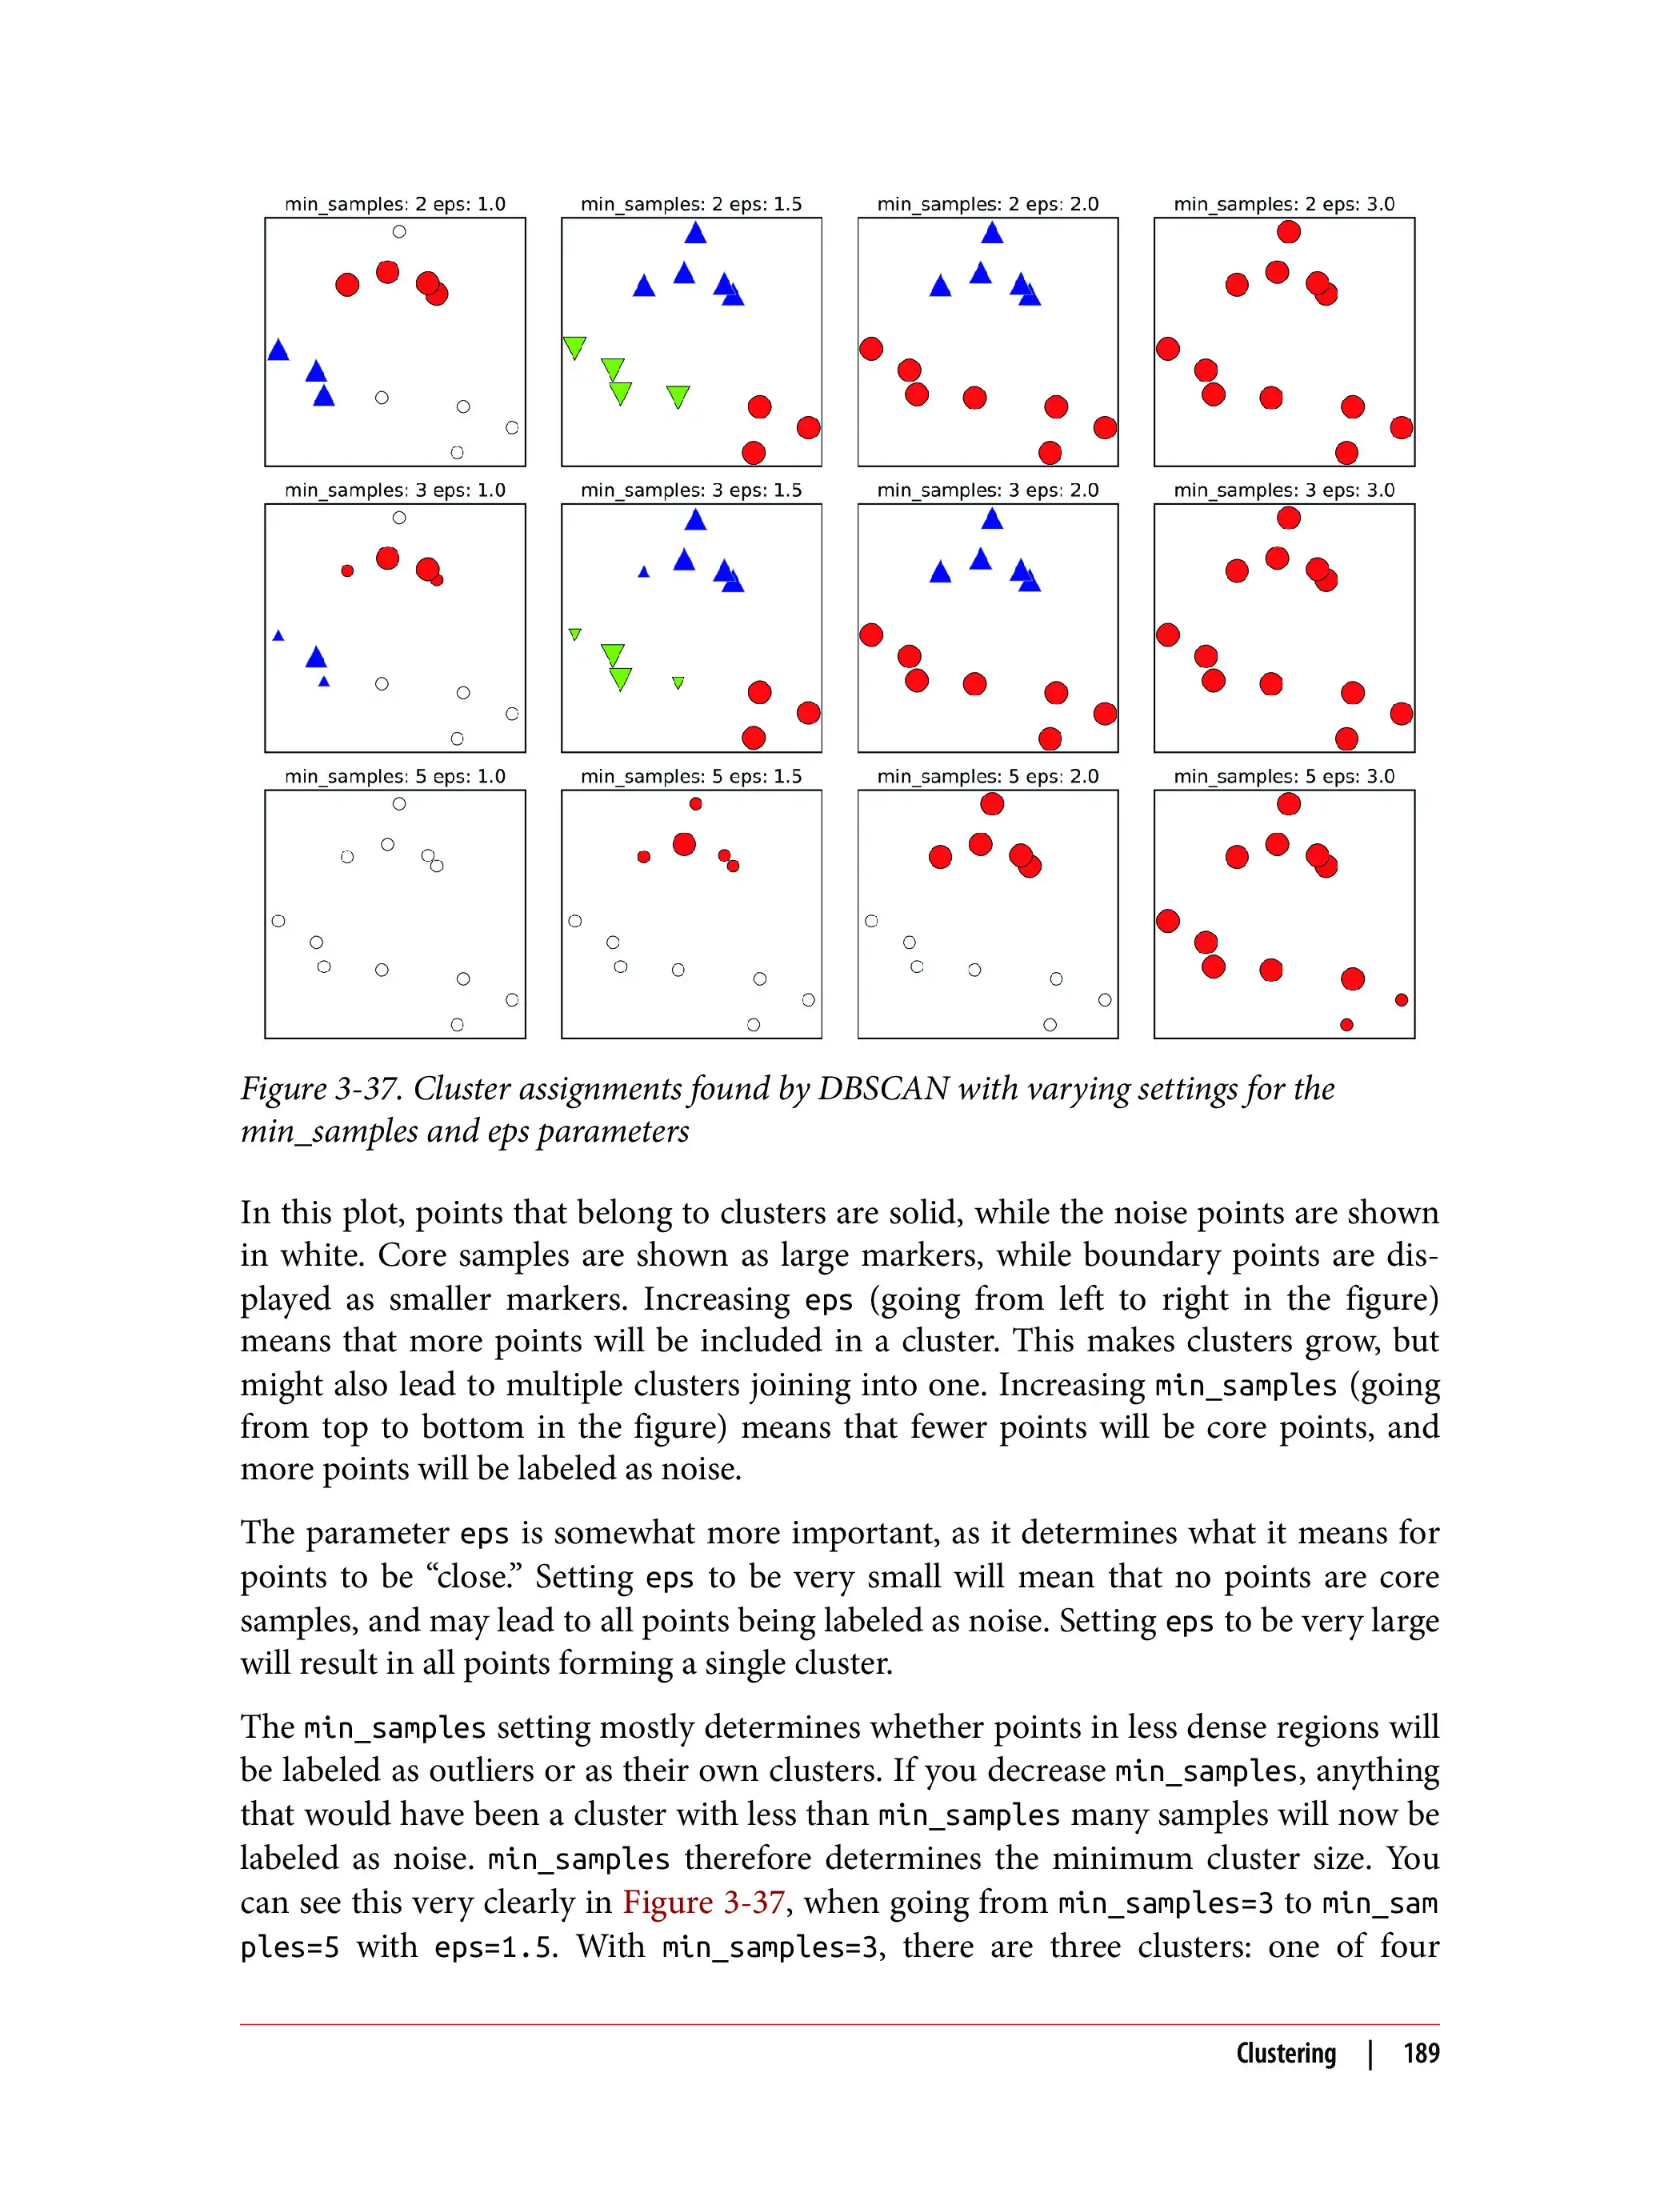 min_samples: 2 eps: 1.0 min_samples: 2 eps: 1.5 min_samples: 2 eps: 2.0 min_samples: 2 eps: 3.0
min_samples: 3 eps: 1.0 min_samples: 3 eps: 1.5 min_samples: 3 eps: 2.0 min_samples: 3 eps: 3.0
min_samples: 5 eps: 1.0 min_samples: 5 eps: 1.5 min_samples: 5 eps: 2.0 min_samples: 5 eps: 3.0
Figure 3-37. Cluster assignments found by DBSCAN with varying settings for the
min_samples and eps parameters
In this plot, points that belong to clusters are solid, while the noise points are shown
in white. Core samples are shown as large markers, while boundary points are dis-
played as smaller markers. Increasing eps (going from left to right in the figure)
means that more points will be included in a cluster. This makes clusters grow, but
might also lead to multiple clusters joining into one. Increasing min_samples (going
from top to bottom in the figure) means that fewer points will be core points, and
more points will be labeled as noise.
The parameter eps is somewhat more important, as it determines what it means for
points to be “close.” Setting eps to be very small will mean that no points are core
samples, and may lead to all points being labeled as noise. Setting eps to be very large
will result in all points forming a single cluster.
The min_samples setting mostly determines whether points in less dense regions will
be labeled as outliers or as their own clusters. If you decrease min_samples, anything
that would have been a cluster with less than min_samples many samples will now be
labeled as noise. min_samples therefore determines the minimum cluster size. You
can see this very clearly in Figure 3-37, when going from min_samples=3 to min_sam
ples=5 with eps=1.5. With min_samples=3, there are three clusters: one of four
Clustering | 189